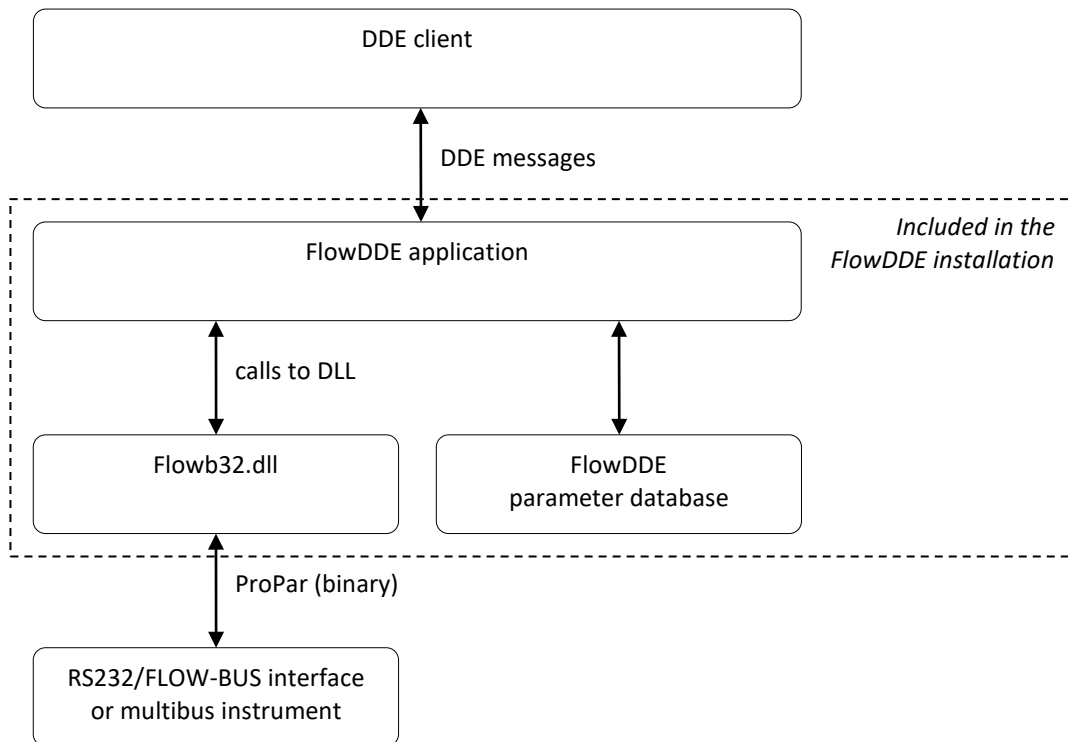 DDE client
DDE messages
Included in the
FlowDDE installation
FlowDDE application
calls to DLL
Flowb32.dll
FlowDDE
parameter database
ProPar (binary)
RS232/FLOW-BUS interface
or multibus instrument